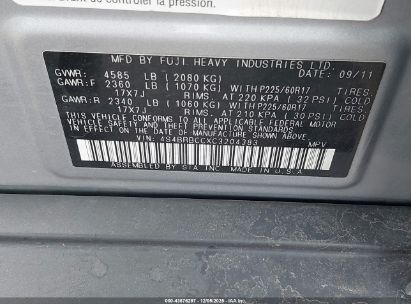 de contrôler la pression.
MFD BY FUJI HEAVY INDUSTRIES LTD. DATE: 09/11
GVWR: 4585 LB (2080 KG)
GAWR:F 2360 LB (1070 KG) WITH P225/60R17 TIRES,
17X7J RIMS, AT 220 KPA (32 PSI) COLD
GAWR:R 2340 LB (1060 KG) WITH P225/60R17 TIRES,
17X7J RIMS, AT 210 KPA (30 PSI) COLD
THIS VEHICLE CONFORMS TO ALL APPLICABLE FEDERAL MOTOR
VEHICLE SAFETY AND THEFT PREVENTION STANDARDS IN EFFECT
ON THE DATE OF MANUFACTURE SHOWN ABOVE.
VIN: 4S4BRBCCXC3204383 MPV
ASSEMBLED BY SIA INC. MADE IN U.S.A.